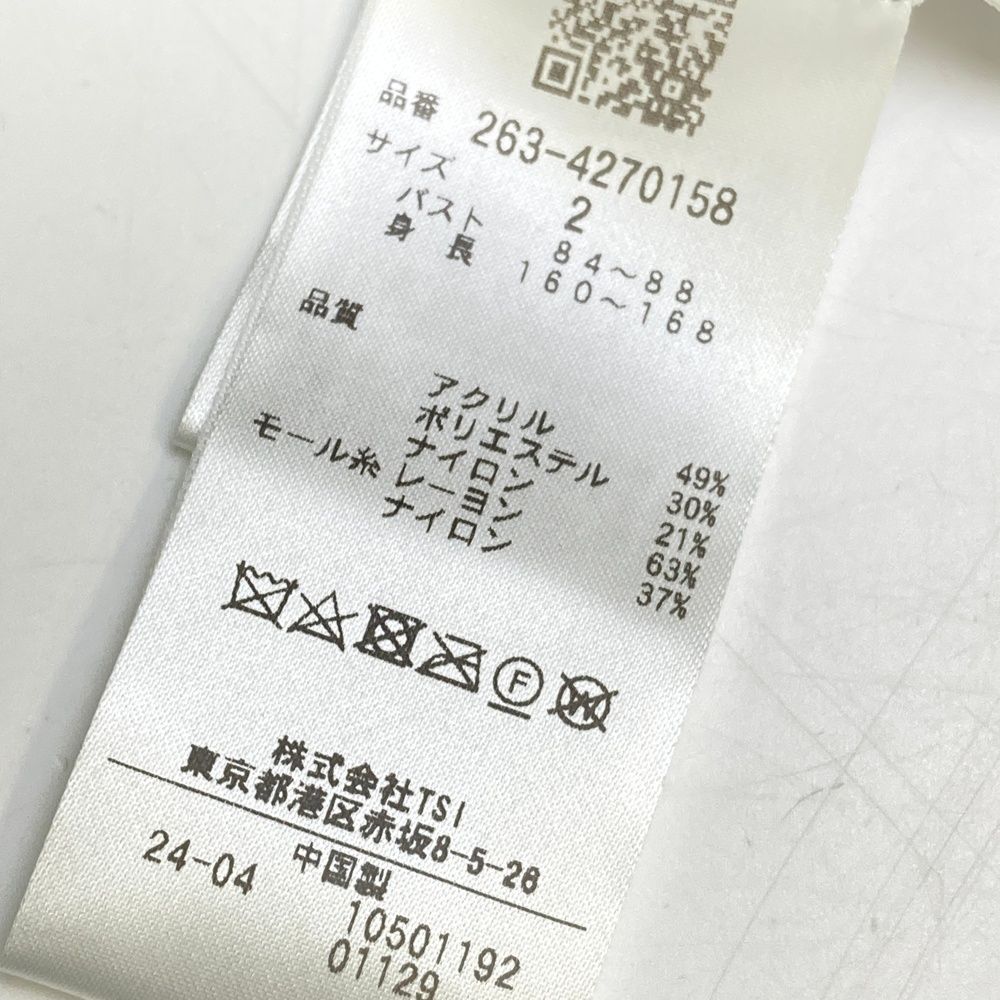 品番 263-4270158
サイズ 2
バスト 84～88
身長 160～168
品質
アクリル 49%
ポリエステル 30%
ナイロン 21%
モール糸 レーヨン 63%
ナイロン 37%
F
W
株式会社TSI
東京都港区赤坂8-5-26
24-04 中国製
10501192
01129